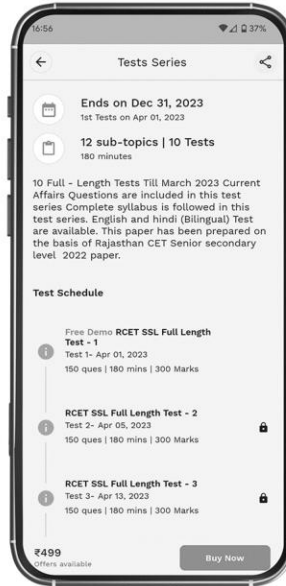 16:56
37%
Tests Series
Ends on Dec 31, 2023
1st Tests on Apr 01, 2023
12 sub-topics | 10 Tests
180 minutes
10 Full - Length Tests Till March 2023 Current
Affairs Questions are included in this test
series Complete syllabus is followed in this
test series. English and hindi (Bilingual) Test
are available. This paper has been prepared on
the basis of Rajasthan CET Senior secondary
level 2022 paper.
Test Schedule
Free Demo RCET SSL Full Length
Test - 1
Test 1- Apr 01, 2023
150 ques | 180 mins | 300 Marks
RCET SSL Full Length Test - 2
Test 2- Apr 05, 2023
150 ques | 180 mins | 300 Marks
RCET SSL Full Length Test - 3
Test 3- Apr 13, 2023
150 ques | 180 mins | 300 Marks
₹499
Offers available
Buy Now